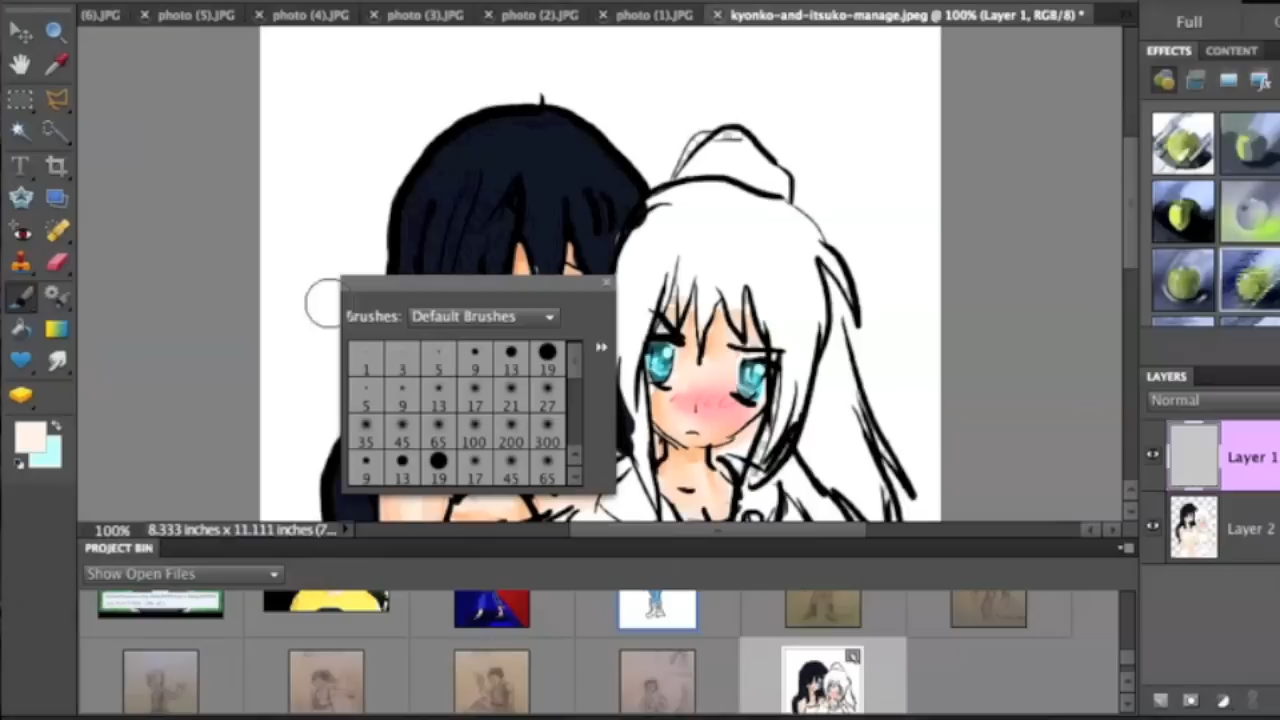 (6).JPG × photo (5).JPG × photo (4).JPG × photo (3).JPG × photo (2).JPG × photo (1).JPG × kyonko-and-itsuko-manage.jpeg @ 100% (Layer 1, RGB/8) *
Full
EFFECTS CONTENT
T
Brushes: Default Brushes
1 3 5 9 13 19
5 9 13 17 21 27
35 45 65 100 200 300
9 13 19 17 45 65
LAYERS
Normal
Layer 1
Layer 2
100% 8.333 inches x 11.111 inches (7...
PROJECT BIN
Show Open Files